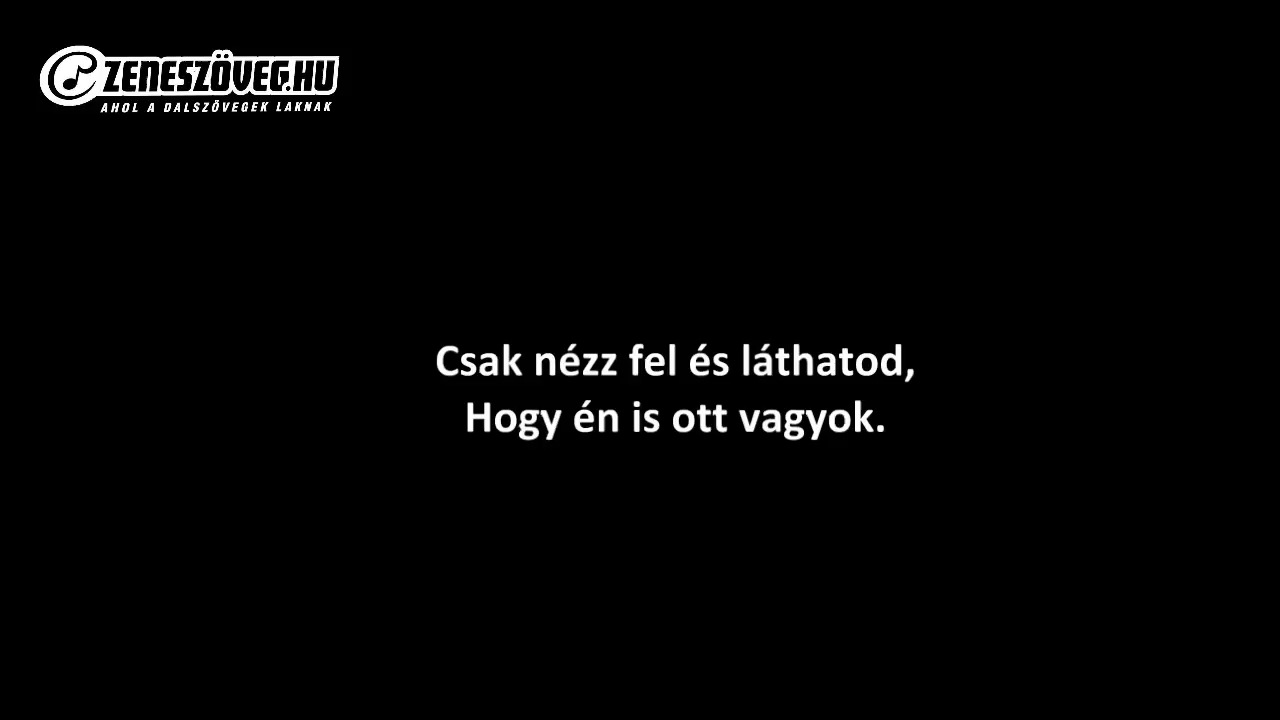 ZENESZÖVEG.HU
AHOL A DALSZÖVEGEK LAKNAK
Csak nézz fel és láthatod,
Hogy én is ott vagyok.